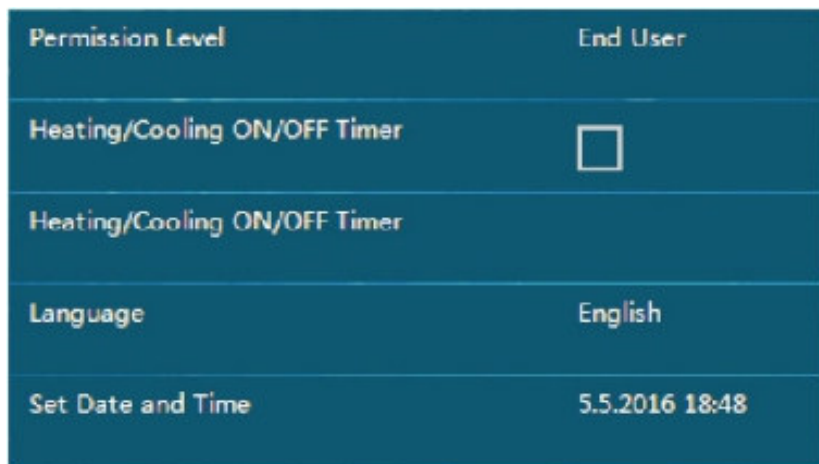 Permission Level End User
Heating/Cooling ON/OFF Timer
Heating/Cooling ON/OFF Timer
Language English
Set Date and Time 5.5.2016 18:48